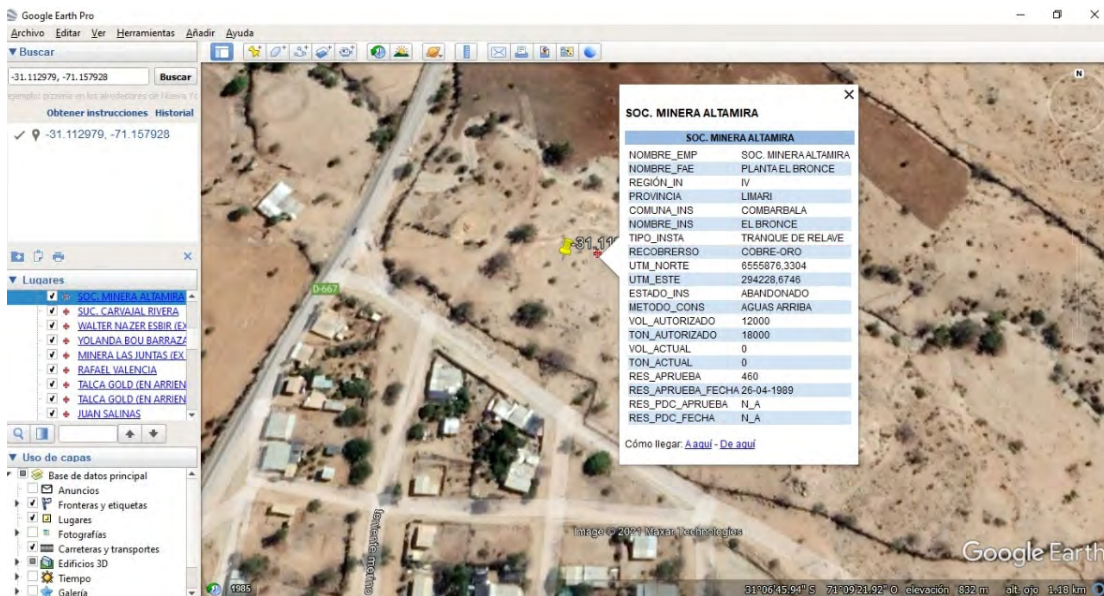 Google Earth Pro
Archivo Editar Ver Herramientas Añadir Ayuda
Buscar
-31.112979, -71.157928 Buscar
Obtener instrucciones Historial
-31.112979, -71.157928
Lugares
SOC. MINERA ALTAMIRA
SUC. CARVAJAL RIVERA
WALTER NAZER ESBIR (EX
YOLANDA BOU BARRAZA
MINERA LAS JUNTAS (EX
RAFAEL VALENCIA
TALCA GOLD (EN ARRIEN
TALCA GOLD (EN ARRIEN
JUAN SALINAS
Uso de capas
Base de datos principal
Anuncios
Fronteras y etiquetas
Lugares
Fotografías
Carreteras y transportes
Edificios 3D
Tiempo
Galería
D-667
teniente merino
-31.11
N
SOC. MINERA ALTAMIRA
SOC. MINERA ALTAMIRA
NOMBRE_EMP SOC. MINERA ALTAMIRA
NOMBRE_FAE PLANTA EL BRONCE
REGIÓN_IN IV
PROVINCIA LIMARI
COMUNA_INS COMBARBALA
NOMBRE_INS EL BRONCE
TIPO_INSTA TRANQUE DE RELAVE
RECOBRERSO COBRE-ORO
UTM_NORTE 6555876,3304
UTM_ESTE 294228,6746
ESTADO_INS ABANDONADO
METODO_CONS AGUAS ARRIBA
VOL_AUTORIZADO 12000
TON_AUTORIZADO 18000
VOL_ACTUAL 0
TON_ACTUAL 0
RES_APRUEBA 460
RES_APRUEBA_FECHA 26-04-1989
RES_PDC_APRUEBA N_A
RES_PDC_FECHA N_A
Cómo llegar: A aquí - De aquí
Image © 2021 Maxar Technologies
Google Earth
1985
31°06'45.94" S 71°09'21.92" O elevación 832 m alt. ojo 1.18 km